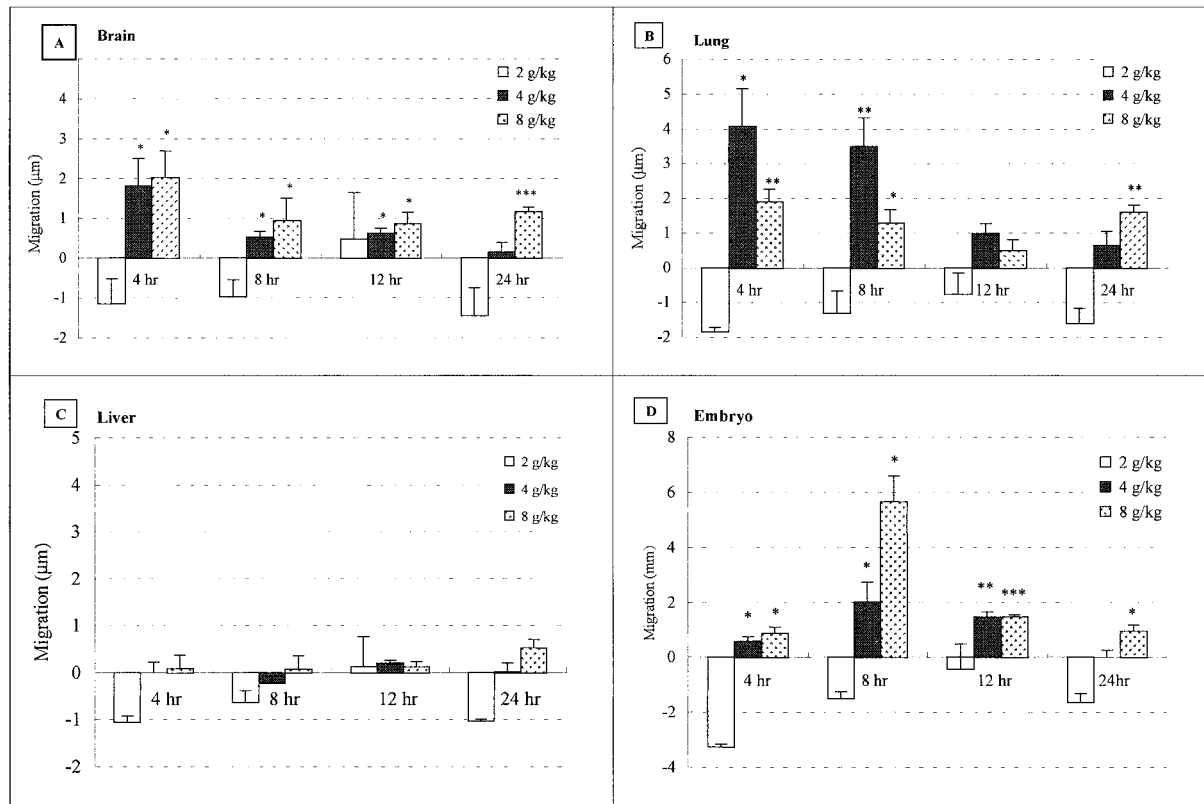 A Brain
Migration (μm)
4
3
2
1
0
-1
-2
2 g/kg
4 g/kg
8 g/kg
* *
* *
* *
***
4 hr 8 hr 12 hr 24 hr
B Lung
Migration (μm)
6
5
4
3
2
1
0
-1
-2
2 g/kg
4 g/kg
8 g/kg
* **
** *
**
4 hr 8 hr 12 hr 24 hr
C Liver
Migration (μm)
5
4
3
2
1
0
-1
-2
2 g/kg
4 g/kg
8 g/kg
4 hr 8 hr 12 hr 24 hr
D Embryo
Migration (mm)
8
6
4
2
0
-2
-4
2 g/kg
4 g/kg
8 g/kg
* *
* *
** ***
*
4 hr 8 hr 12 hr 24hr